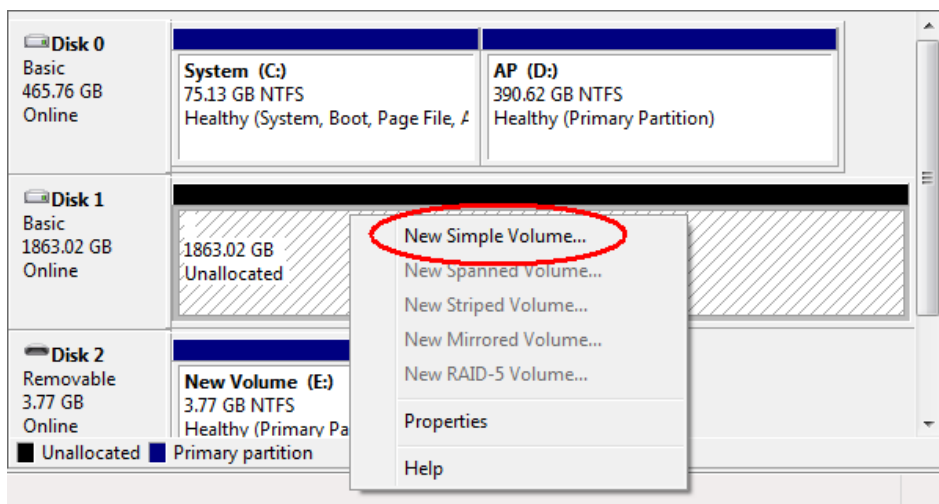 Disk 0
Basic
465.76 GB
Online
System (C:)
75.13 GB NTFS
Healthy (System, Boot, Page File, A
AP (D:)
390.62 GB NTFS
Healthy (Primary Partition)
Disk 1
Basic
1863.02 GB
Online
1863.02 GB
Unallocated
New Simple Volume...
New Spanned Volume...
New Striped Volume...
New Mirrored Volume...
New RAID-5 Volume...
Properties
Help
Disk 2
Removable
3.77 GB
Online
New Volume (E:)
3.77 GB NTFS
Healthy (Primary Pa
Unallocated Primary partition